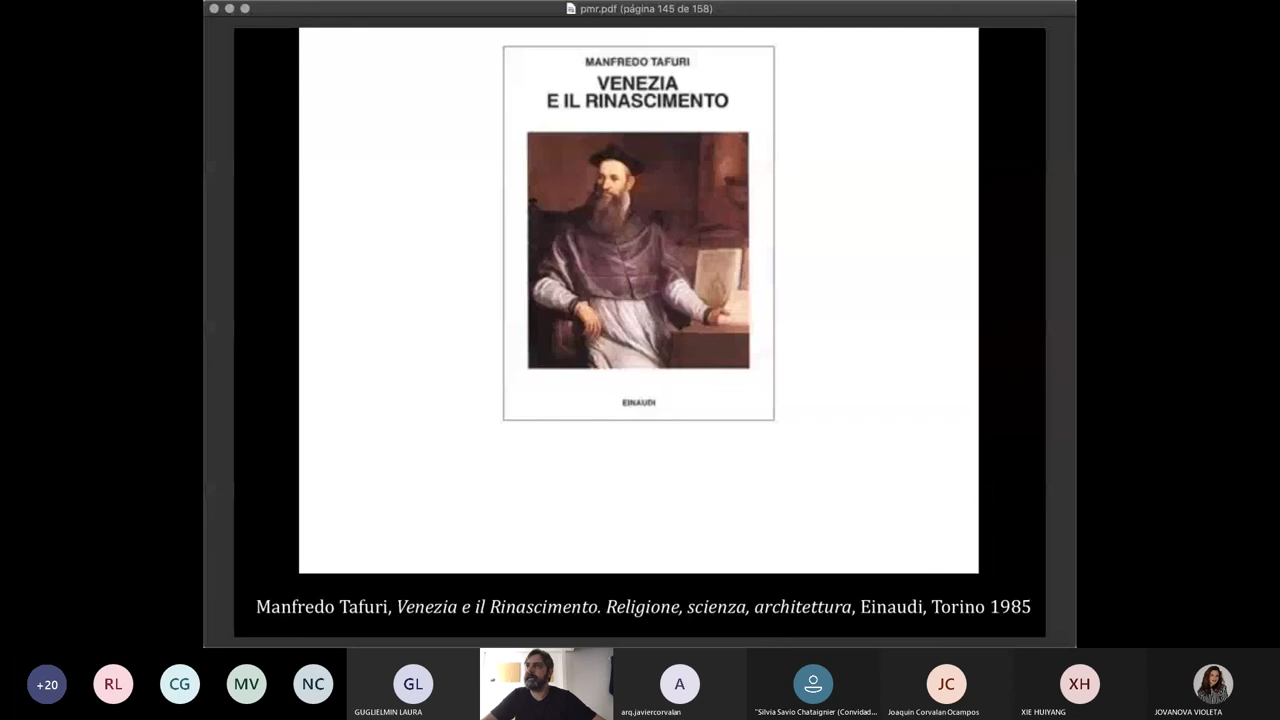 pmr.pdf (página 145 de 158)
MANFREDO TAFURI
VENEZIA
E IL RINASCIMENTO
EINAUDI
Manfredo Tafuri, Venezia e il Rinascimento. Religione, scienza, architettura, Einaudi, Torino 1985
+20
RL
CG
MV
NC
GL
GUGLIELMIN LAURA
A
arq.javiercorvalan
"Silvia Savio Chataignier (Convidad...
JC
Joaquin Corvalan Ocampos
XH
XIE HUIYANG
JOVANOVA VIOLETA